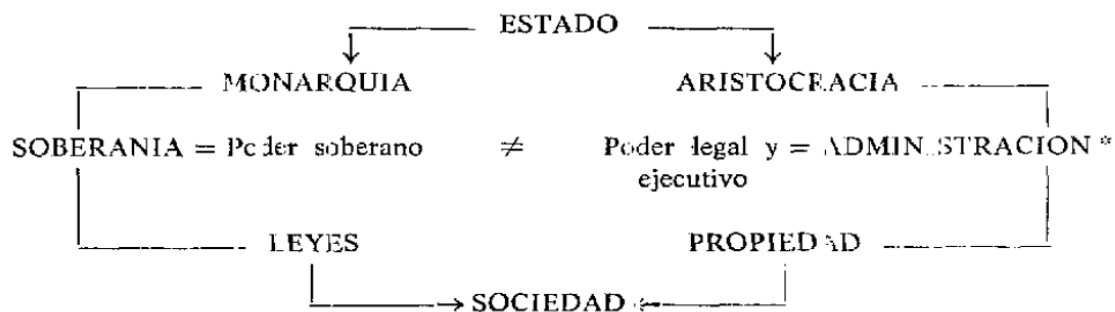 ESTADO
MONARQUIA ARISTOCRACIA
SOBERANIA = Poder soberano ≠ Poder legal y = ADMINISTRACION *
ejecutivo
LEYES PROPIEDAD
SOCIEDAD